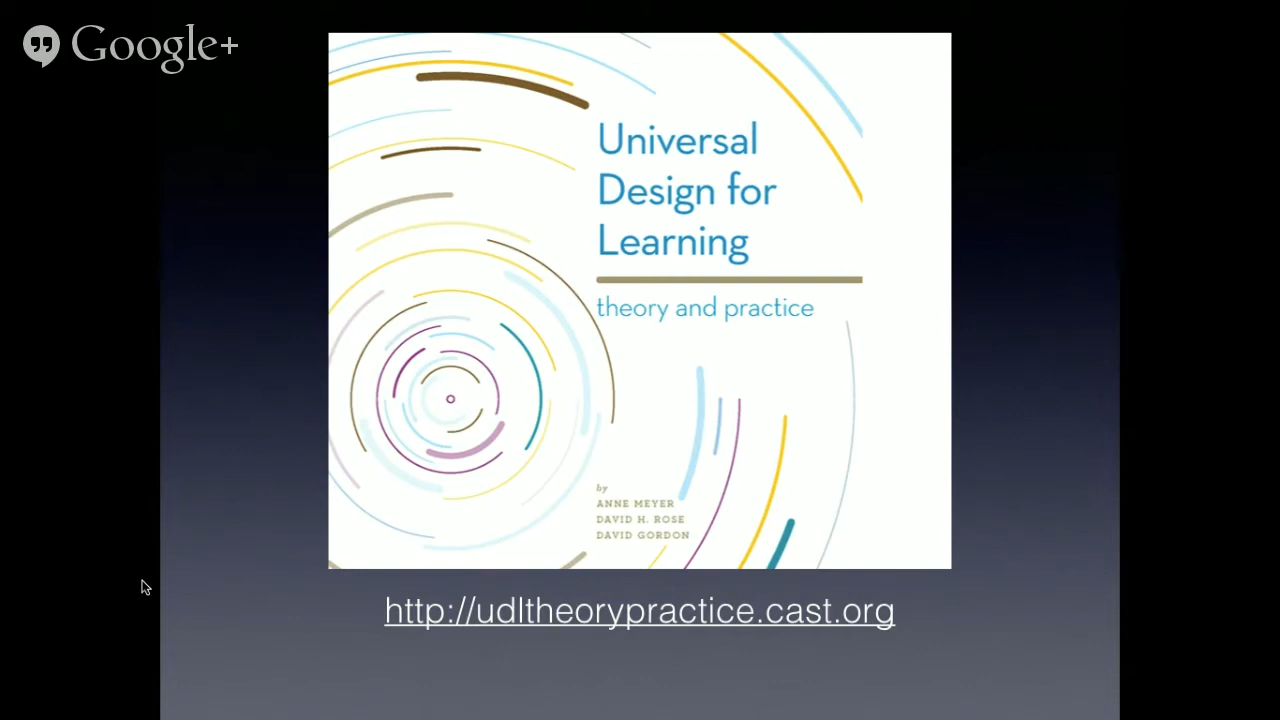 Google+
Universal
Design for
Learning
theory and practice
by
ANNE MEYER
DAVID H. ROSE
DAVID GORDON
http://udltheorypractice.cast.org